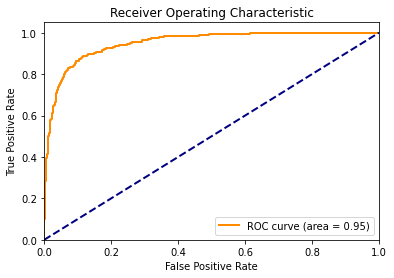 Receiver Operating Characteristic
True Positive Rate
1.0
0.8
0.6
0.4
0.2
0.0
ROC curve (area = 0.95)
0.0 0.2 0.4 0.6 0.8 1.0
False Positive Rate